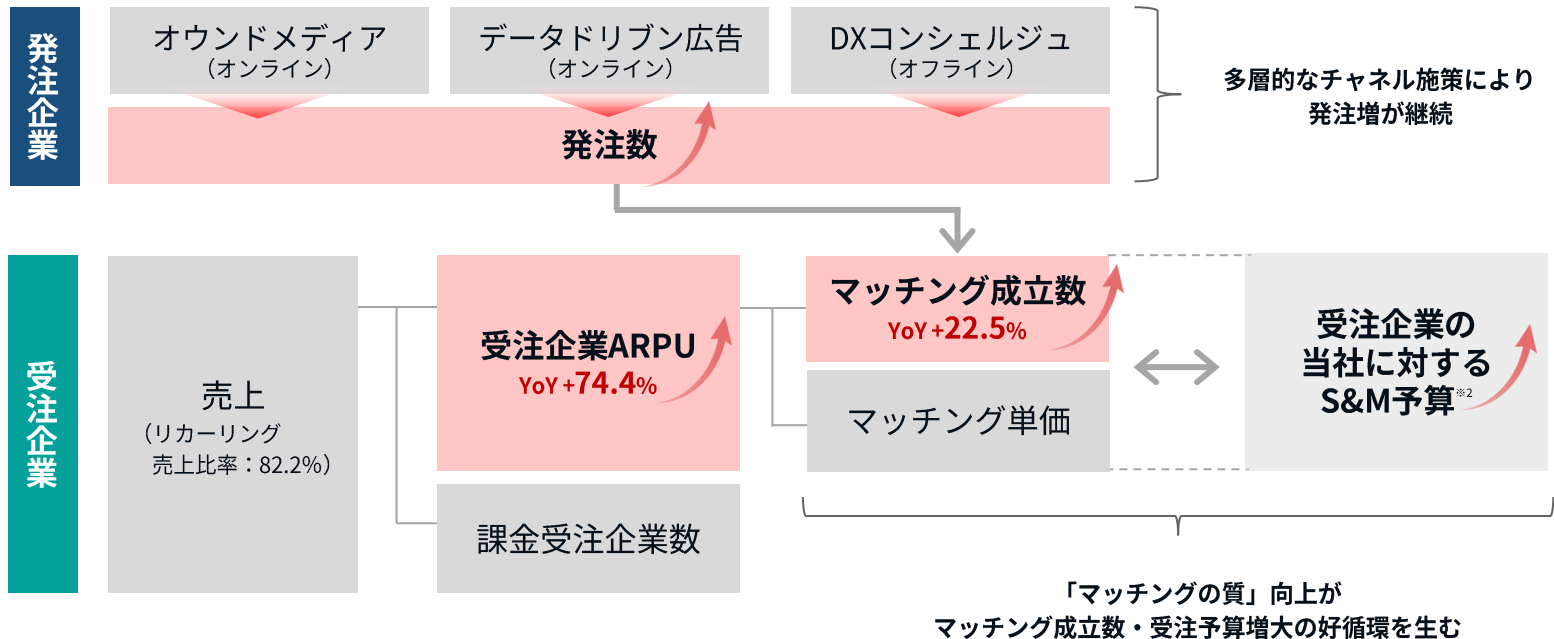 発注企業
オウンドメディア
（オンライン）
データドリブン広告
（オンライン）
DXコンシェルジュ
（オフライン）
発注数
多層的なチャネル施策により
発注増が継続
受注企業
売上
（リカーリング
売上比率：82.2%）
受注企業ARPU
YoY +74.4%
課金受注企業数
マッチング成立数
YoY +22.5%
マッチング単価
受注企業の
当社に対する
S&M予算※2
「マッチングの質」向上が
マッチング成立数・受注予算増大の好循環を生む